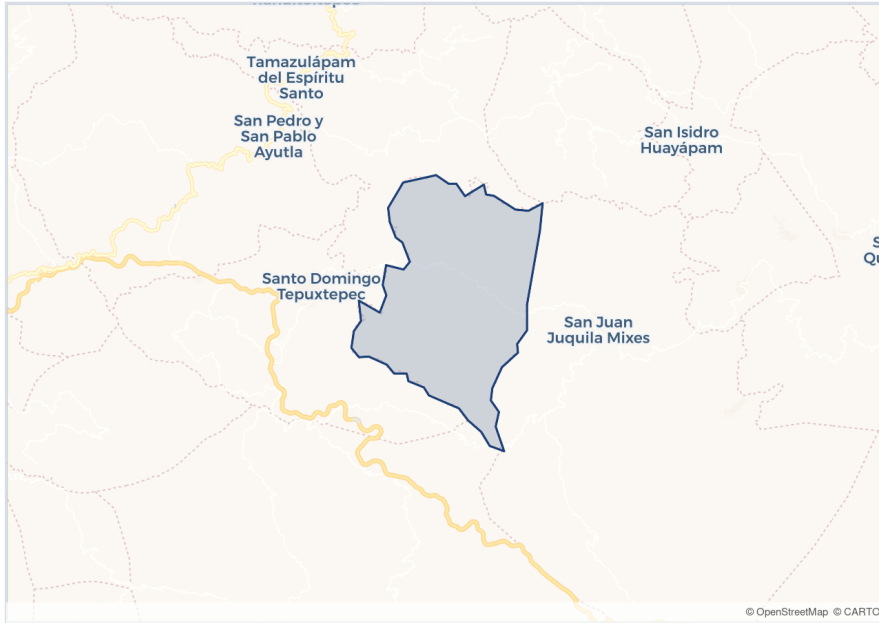 Tamazulápam
del Espíritu
Santo
San Pedro y
San Pablo
Ayutla
San Isidro
Huayápam
Santo Domingo
Tepuxtepec
San Juan
Juquila Mixes
© OpenStreetMap © CARTO